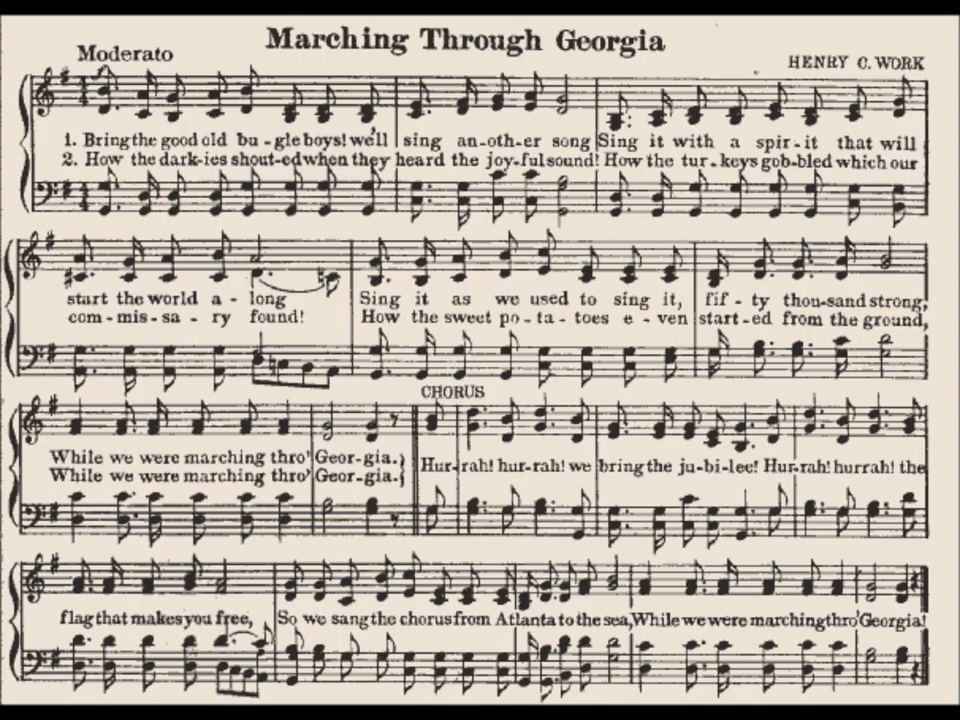 Marching Through Georgia
Moderato
HENRY C. WORK
1. Bring the good old bu-gle boys! we'll sing an-oth-er song Sing it with a spir-it that will
2. How the dark-ies shout-ed when they heard the joy-ful sound! How the tur-keys gob-bled which our
start the world a-long Sing it as we used to sing it, fif-ty thou-sand strong,
com-mis-sa-ry found! How the sweet po-ta-toes e-ven start-ed from the ground,
CHORUS
While we were marching thro' Geor-gia. Hur-rah! hur-rah! we bring the ju-bi-lee! Hur-rah! hurrah! the
While we were marching thro' Geor-gia.
flag that makes you free, So we sang the chorus from Atlanta to the sea, While we were marching thro' Georgia!